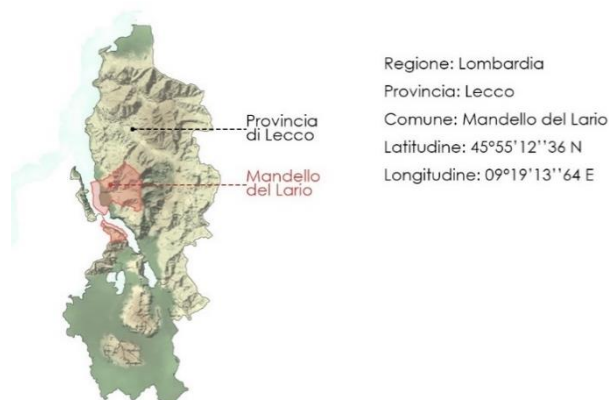 Provincia
di Lecco
Mandello
del Lario
Regione: Lombardia
Provincia: Lecco
Comune: Mandello del Lario
Latitudine: 45°55'12''36 N
Longitudine: 09°19'13''64 E